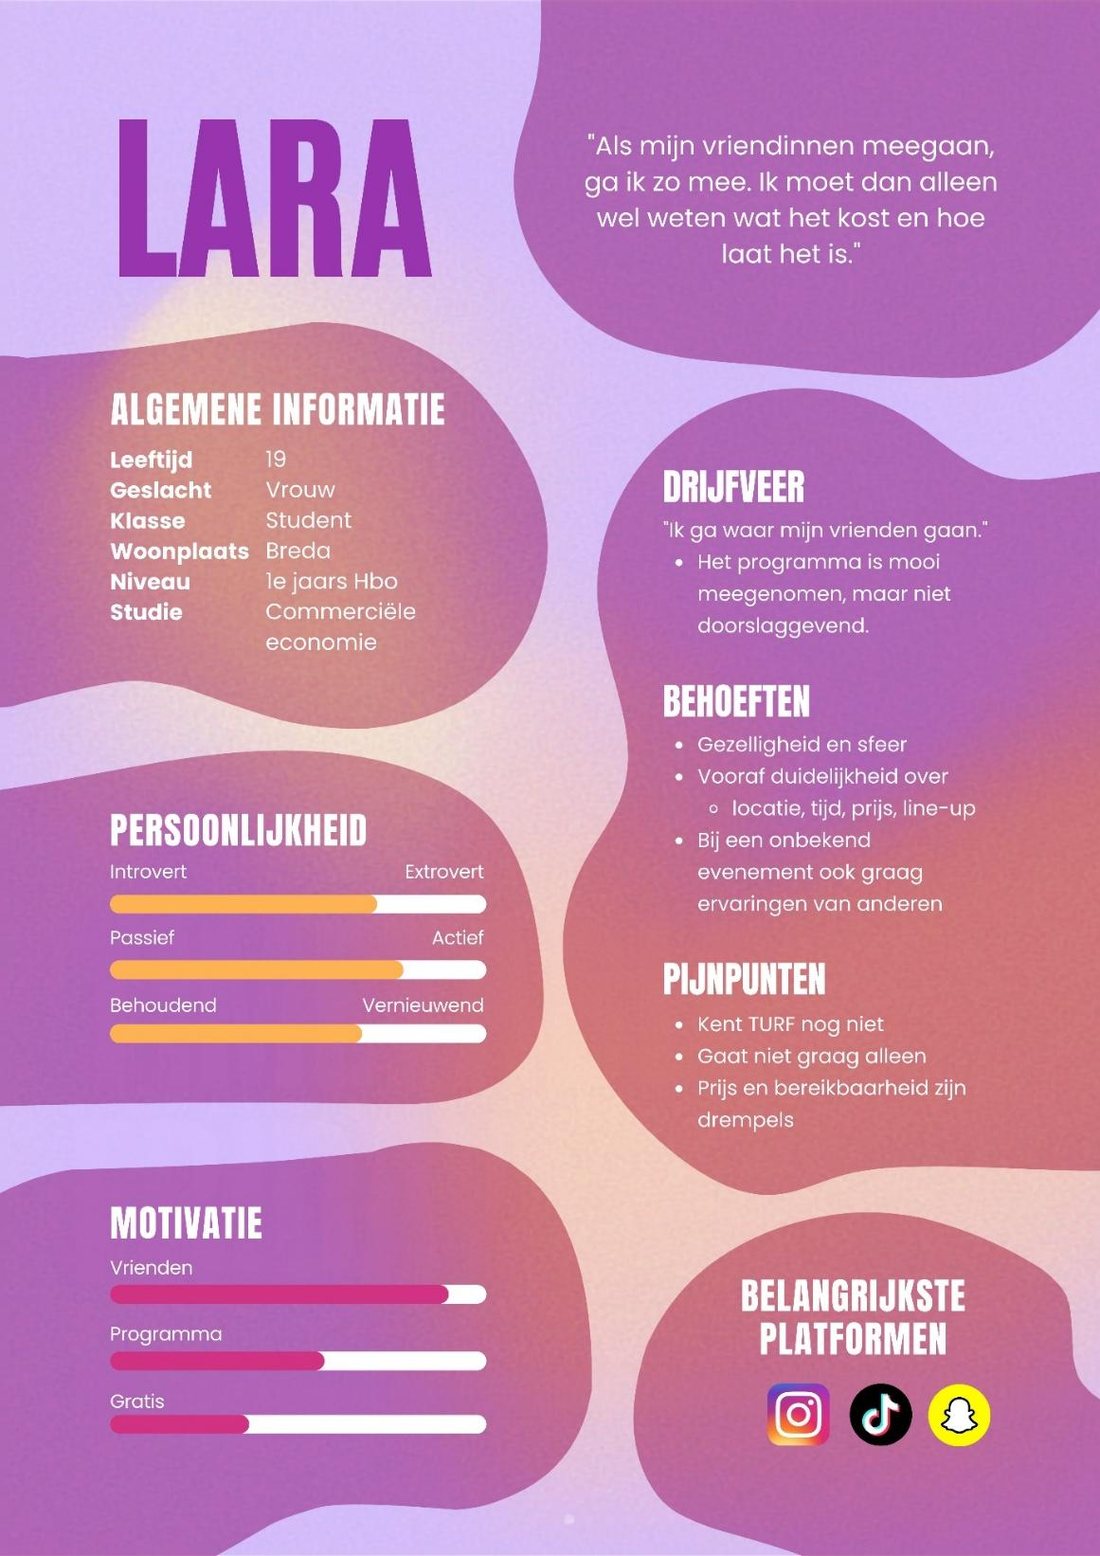 LARA
"Als mijn vriendinnen meegaan,
ga ik zo mee. Ik moet dan alleen
wel weten wat het kost en hoe
laat het is."
ALGEMENE INFORMATIE
Leeftijd 19
Geslacht Vrouw
Klasse Student
Woonplaats Breda
Niveau 1e jaars Hbo
Studie Commerciële
economie
PERSOONLIJKHEID
Introvert Extrovert
Passief Actief
Behoudend Vernieuwend
MOTIVATIE
Vrienden
Programma
Gratis
DRIJFVEER
"Ik ga waar mijn vrienden gaan."
• Het programma is mooi
meegenomen, maar niet
doorslaggevend.
BEHOEFTEN
• Gezelligheid en sfeer
• Vooraf duidelijkheid over
◦ locatie, tijd, prijs, line-up
• Bij een onbekend
evenement ook graag
ervaringen van anderen
PIJNPUNTEN
• Kent TURF nog niet
• Gaat niet graag alleen
• Prijs en bereikbaarheid zijn
drempels
BELANGRIJKSTE
PLATFORMEN